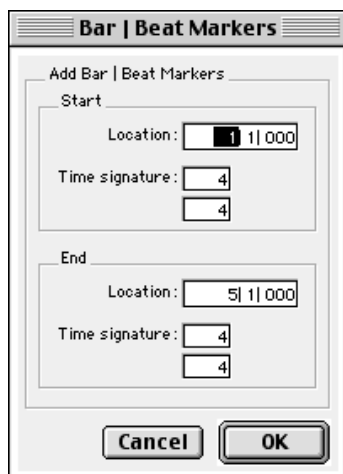 Bar | Beat Markers
Add Bar | Beat Markers
Start
Location: 1| 1| 000
Time signature: 4
4
End
Location: 5| 1| 000
Time signature: 4
4
Cancel OK